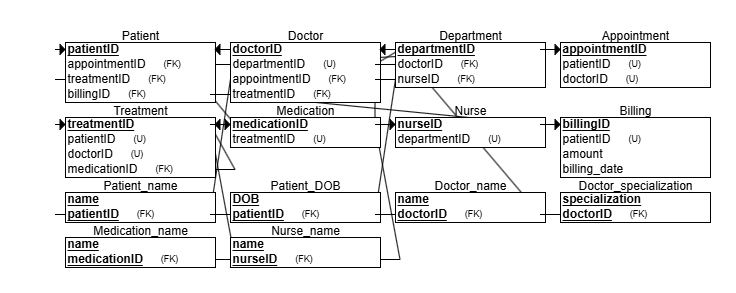 Patient Doctor Department Appointment
patientID doctorID departmentID appointmentID
appointmentID (FK) departmentID (U) doctorID (FK) patientID (U)
treatmentID (FK) appointmentID (FK) nurseID (FK) doctorID (U)
billingID (FK) treatmentID (FK)
Treatment Medication Nurse Billing
treatmentID medicationID nurseID billingID
patientID (U) treatmentID (U) departmentID (U) patientID (U)
doctorID (U) amount
medicationID (FK) billing_date
Patient_name Patient_DOB Doctor_name Doctor_specialization
name DOB name specialization
patientID (FK) patientID (FK) doctorID (FK) doctorID (FK)
Medication_name Nurse_name
name name
medicationID (FK) nurseID (FK)